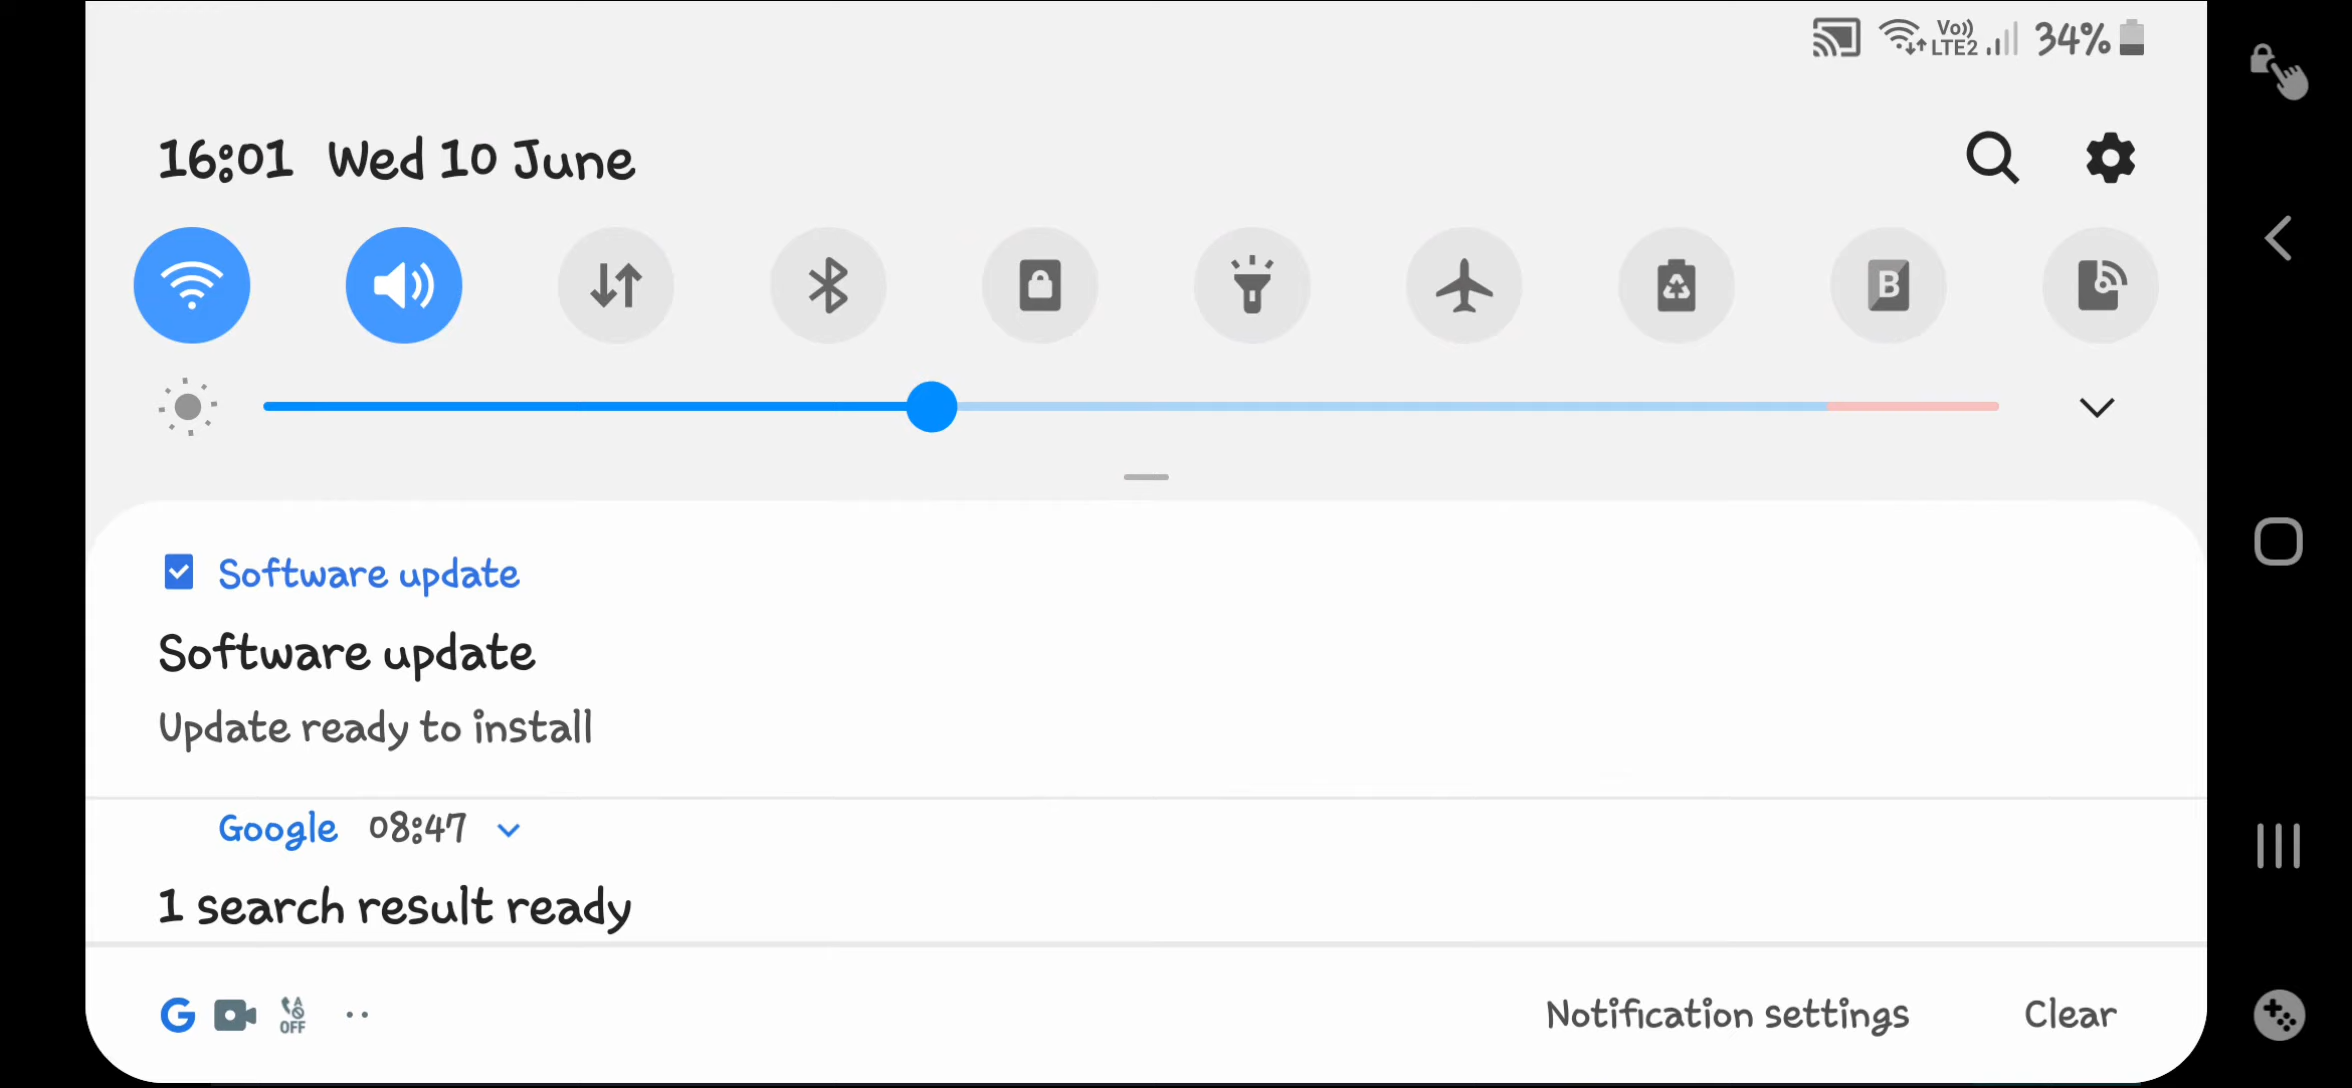 Vo)) LTE2 34%
16:01 Wed 10 June
B
Software update
Software update
Update ready to install
Google 08:47
1 search result ready
G A OFF Notification settings Clear